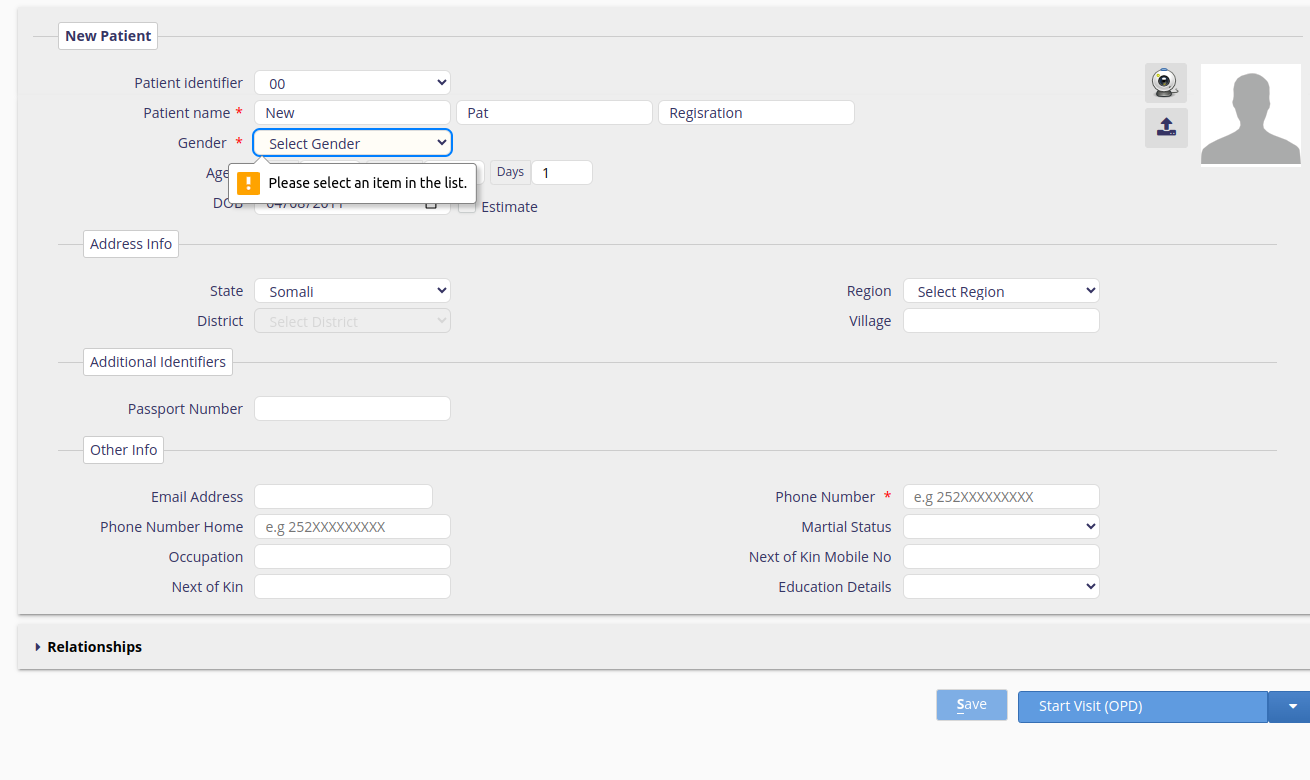 New Patient
Patient identifier 00
Patient name * New Pat Regisration
Gender * Select Gender
Age Days 1
Please select an item in the list.
DOB 04/08/2011 Estimate
Address Info
State Somali Region Select Region
District Select District Village
Additional Identifiers
Passport Number
Other Info
Email Address Phone Number * e.g 252XXXXXXXXX
Phone Number Home e.g 252XXXXXXXXX Martial Status
Occupation Next of Kin Mobile No
Next of Kin Education Details
Relationships
Save Start Visit (OPD)